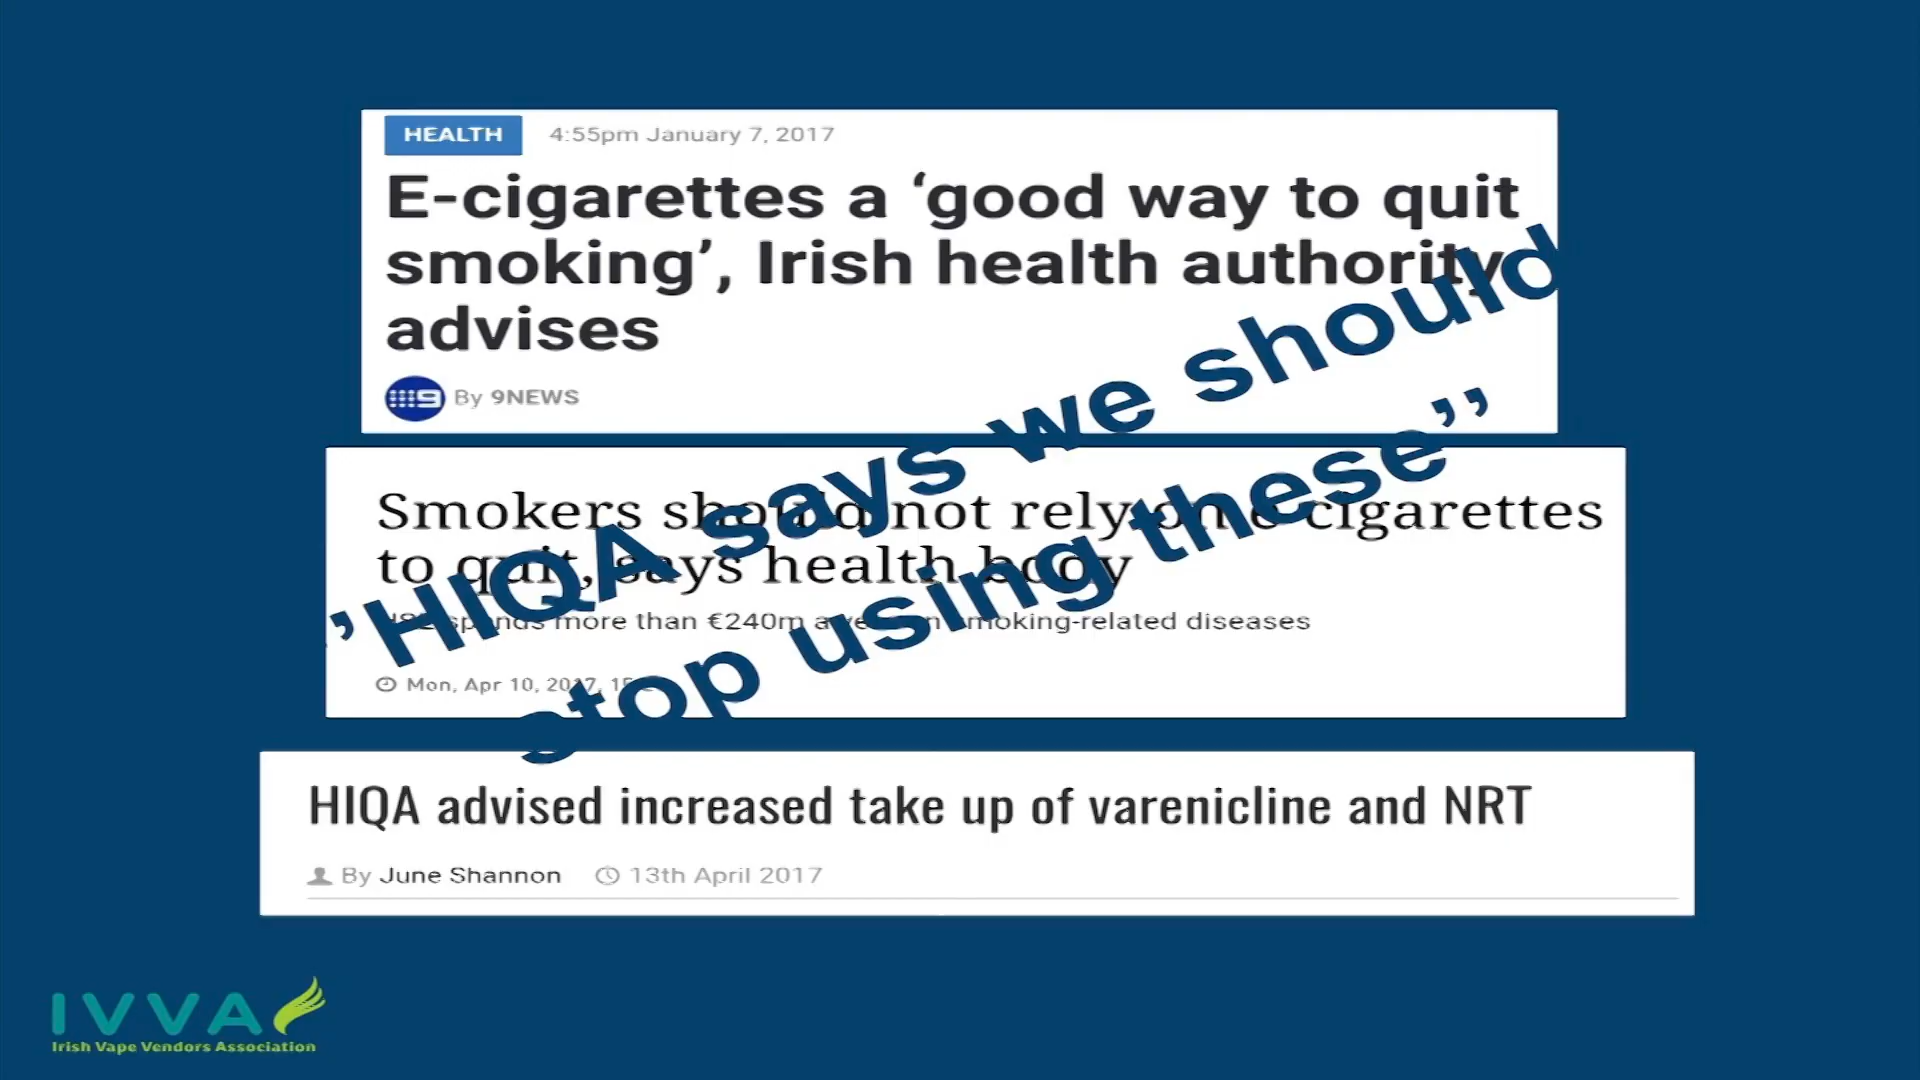 HEALTH 4:55pm January 7, 2017
E-cigarettes a ‘good way to quit
smoking’, Irish health authority
advises
By 9NEWS
Smokers should not rely on e-cigarettes
to quit, says health body
HSE spends more than €240m a year on smoking-related diseases
Mon, Apr 10, 2017,
”HIQA says we should
stop using these”
HIQA advised increased take up of varenicline and NRT
By June Shannon 13th April 2017
IVVA
Irish Vape Vendors Association